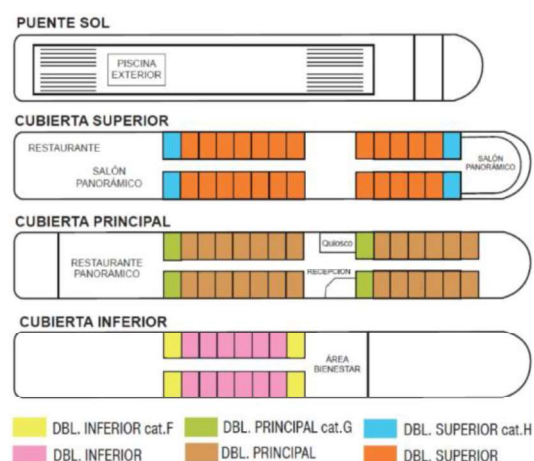 PUENTE SOL
PISCINA
EXTERIOR
CUBIERTA SUPERIOR
RESTAURANTE
SALÓN
PANORÁMICO
SALÓN
PANORÁMICO
CUBIERTA PRINCIPAL
RESTAURANTE
PANORÁMICO
Quiosco
RECEPCIÓN
CUBIERTA INFERIOR
ÁREA
BIENESTAR
DBL. INFERIOR cat.F
DBL. PRINCIPAL cat.G
DBL. SUPERIOR cat.H
DBL. INFERIOR
DBL. PRINCIPAL
DBL. SUPERIOR